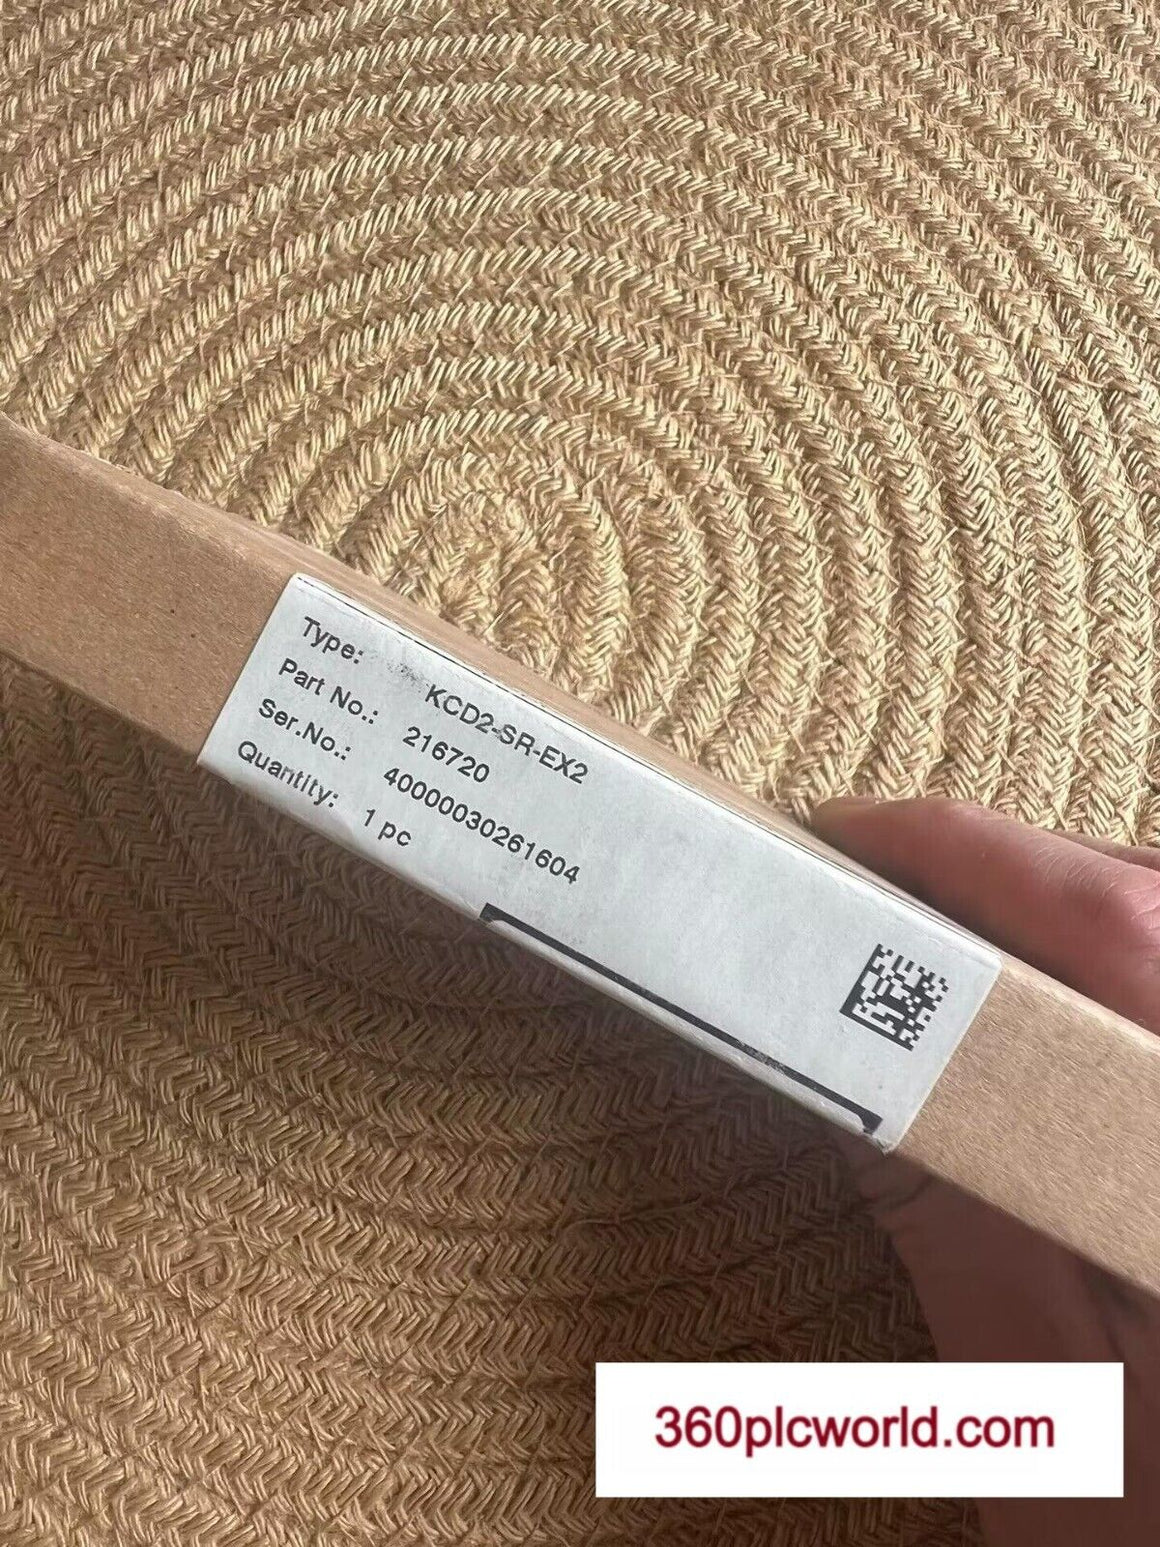 Type: KCD2-SR-EX2
Part No.: 216720
Ser.No.: 40000030261604
Quantity: 1 pc
360plcworld.com